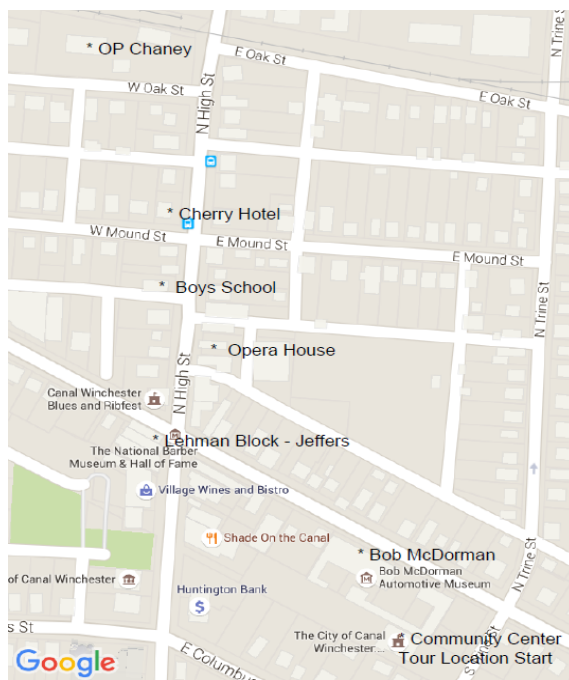 * OP Chaney
E Oak St
N Trine St
W Oak St
E Oak St
N High St
* Cherry Hotel
W Mound St
E Mound St
E Mound St
* Boys School
N Trine St
* Opera House
N High St
Canal Winchester
Blues and Ribfest
* Lehman Block - Jeffers
The National Barber
Museum & Hall of Fame
Village Wines and Bistro
Shade On the Canal
* Bob McDorman
Bob McDorman
Automotive Museum
of Canal Winchester
N Trine St
Huntington Bank
s St
The City of Canal
Winchester...
Community Center
Tour Location Start
E Columbu
Google